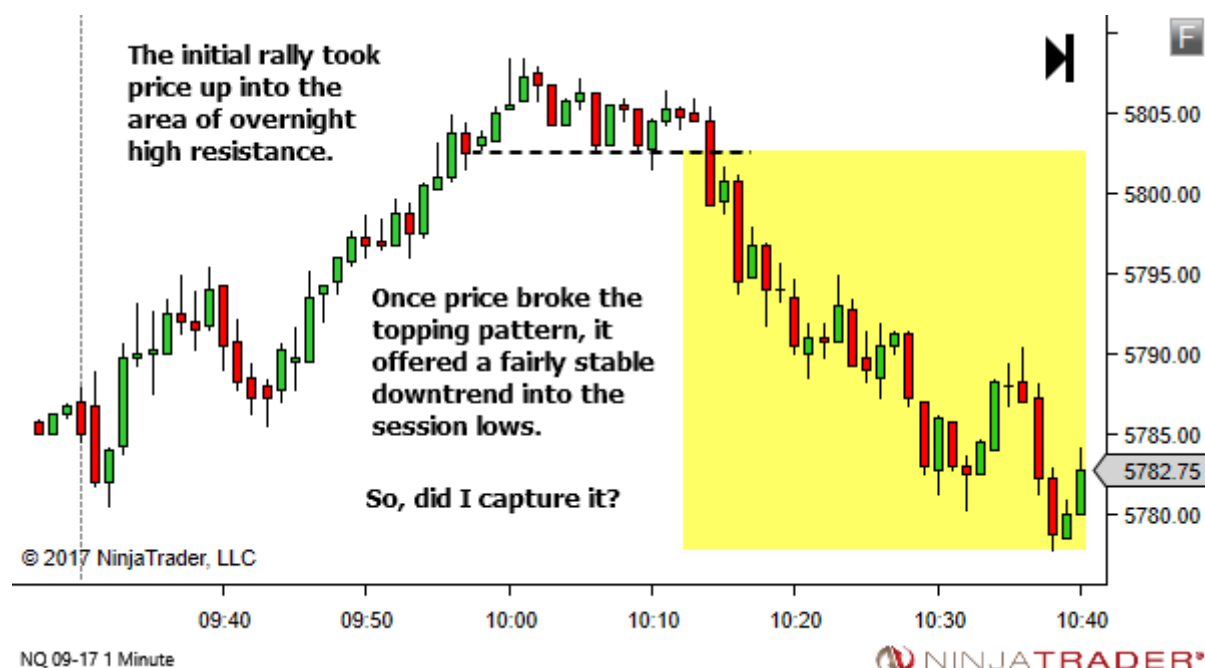 The initial rally took
price up into the
area of overnight
high resistance.
F
5805.00
5800.00
5795.00
Once price broke the
topping pattern, it
offered a fairly stable
downtrend into the
session lows.
5790.00
5785.00
So, did I capture it?
5782.75
5780.00
© 2017 NinjaTrader, LLC
09:40 09:50 10:00 10:10 10:20 10:30 10:40
NQ 09-17 1 Minute
NINJATRADER®